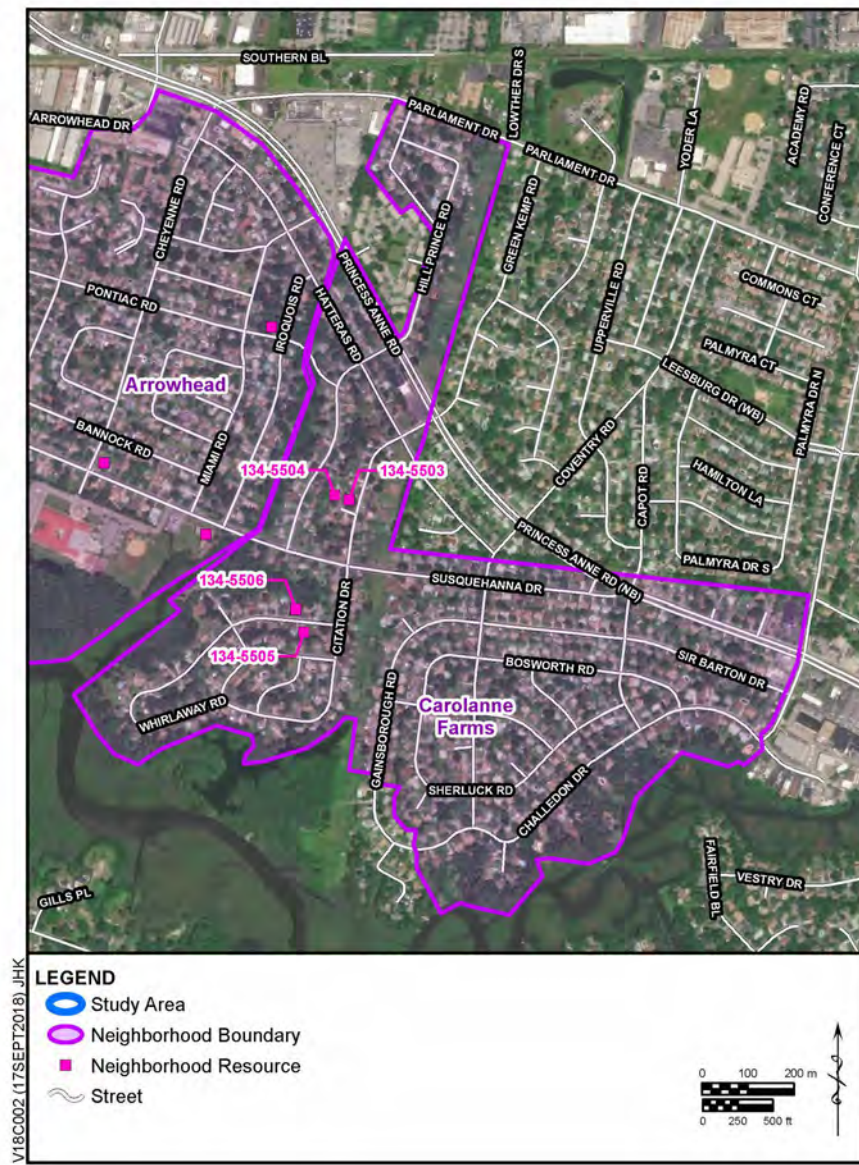 SOUTHERN BL
LOWTHER DR S
PARLIAMENT DR
ARROWHEAD DR
PARLIAMENT DR
YODER LA
ACADEMY RD
CONFERENCE CT
CHEYENNE RD
GREEN KEMP RD
HILL PRINCE RD
PONTIAC RD
IROQUOIS RD
HATTERAS RD
PRINCESS ANNE RD
UPPERVILLE RD
COMMONS CT
PALMYRA CT
LEESBURG DR (WB)
PALMYRA DR N
Arrowhead
BANNOCK RD
MIAMI RD
134-5504
134-5503
COVENTRY RD
CAPOT RD
HAMILTON LA
PALMYRA DR S
PRINCESS ANNE RD (NB)
SUSQUEHANNA DR
134-5506
134-5505
CITATION DR
WHIRLAWAY RD
GAINSBOROUGH RD
BOSWORTH RD
SIR BARTON DR
Carolanne
Farms
SHERLUCK RD
CHALLEDON DR
FAIRFIELD BL
VESTRY DR
GILLS PL
V18C002 (17SEPT2018) JHK
LEGEND
Study Area
Neighborhood Boundary
Neighborhood Resource
Street
0 100 200 m
0 250 500 ft